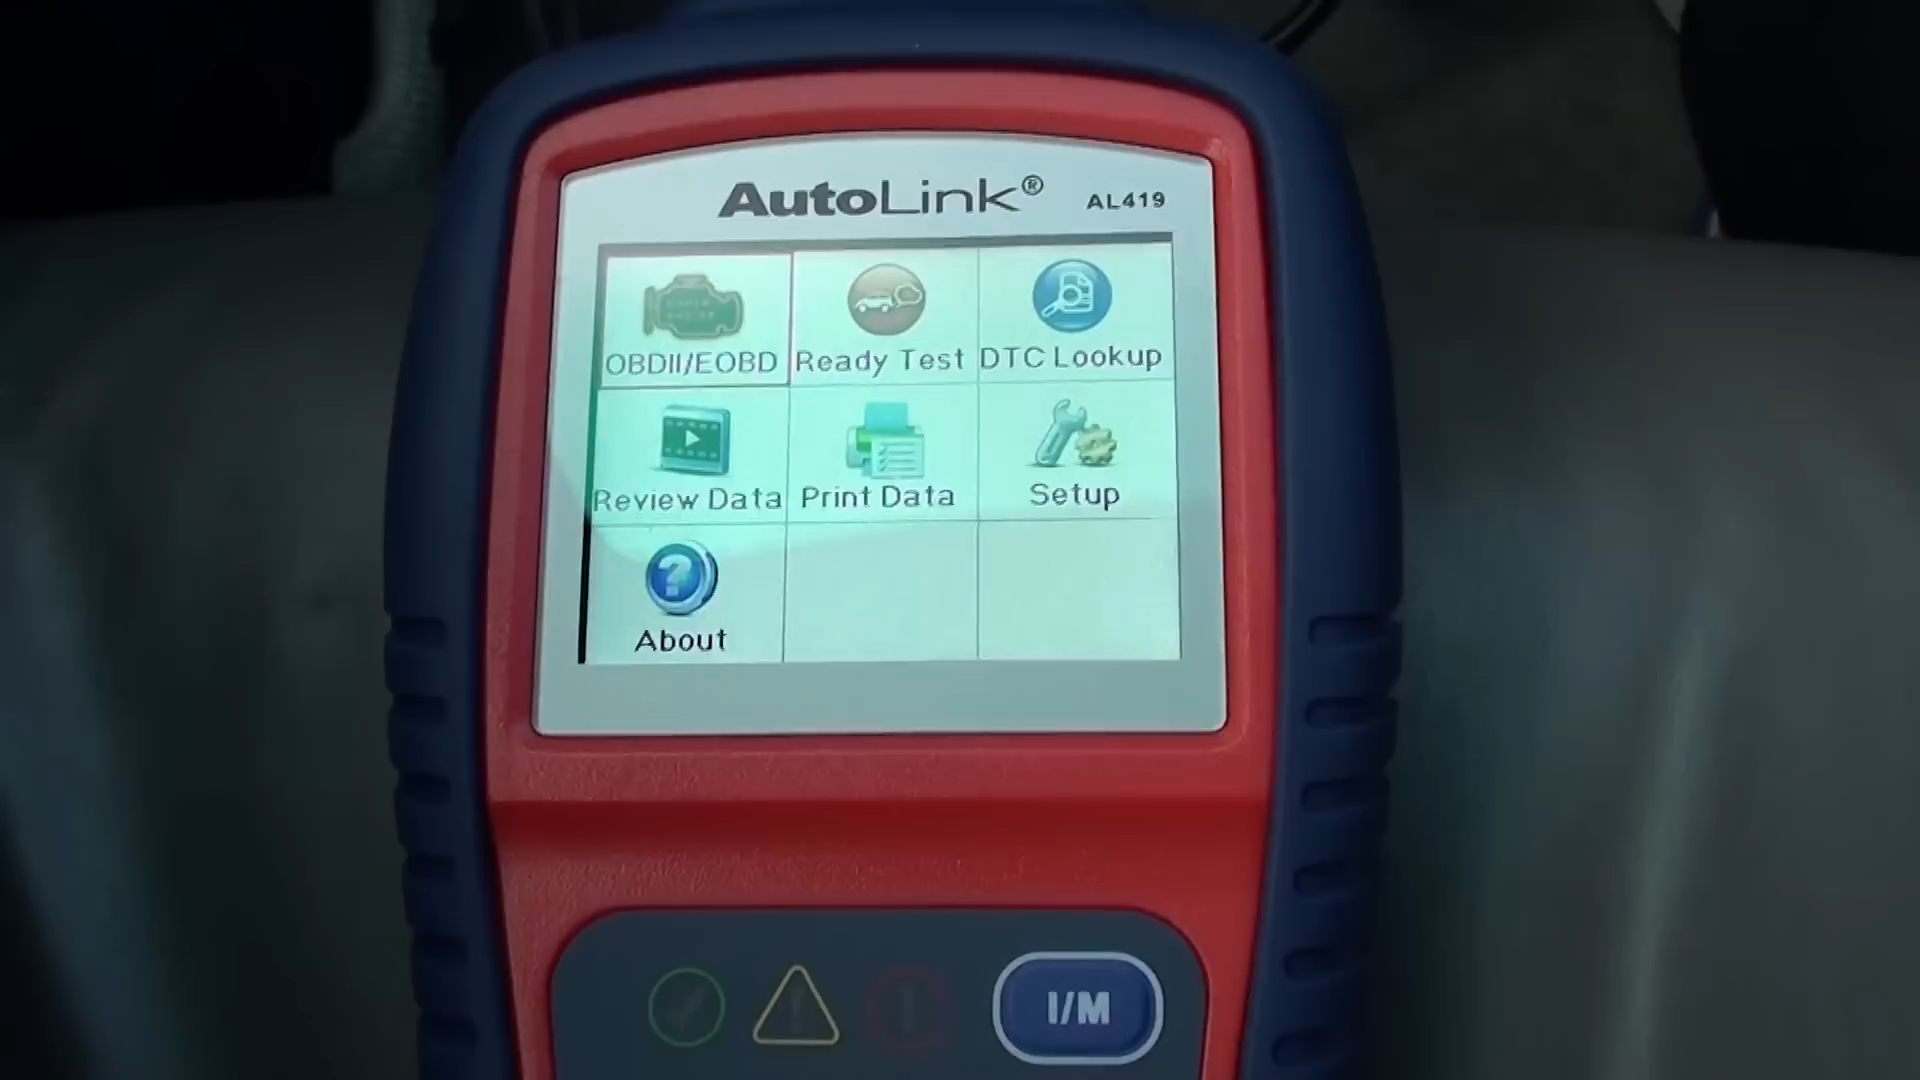 AutoLink® AL419
OBDII/EOBD Ready Test DTC Lookup
Review Data Print Data Setup
About
I/M